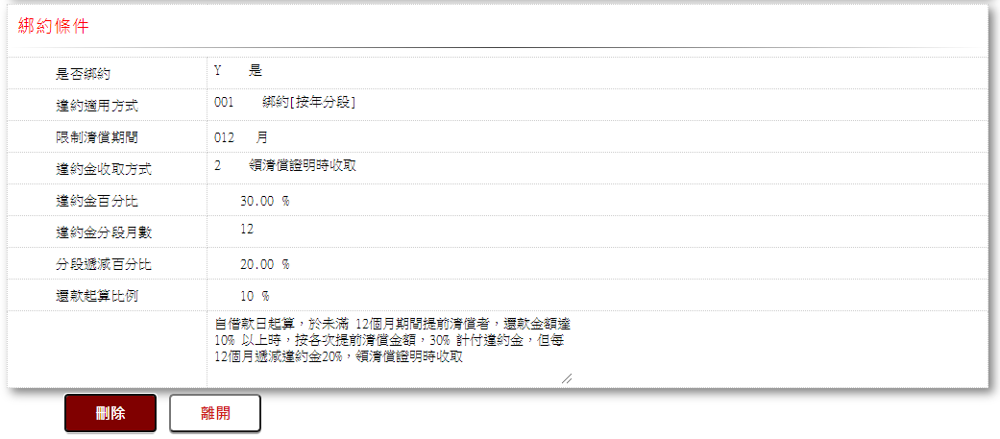 綁約條件
是否綁約 Y 是
違約適用方式 001 綁約[按年分段]
限制清償期間 012 月
違約金收取方式 2 領清償證明時收取
違約金百分比 30.00 %
違約金分段月數 12
分段遞減百分比 20.00 %
還款起算比例 10 %
自借款日起算，於未滿 12個月期間提前清償者，還款金額達
10% 以上時，按各次提前清償金額，30% 計付違約金，但每
12個月遞減違約金20%，領清償證明時收取
刪除 離開